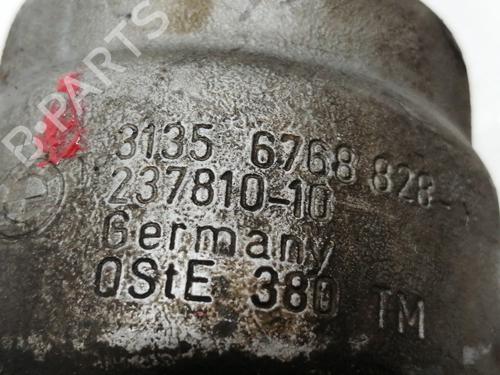 B-PARTS
3135 6768 828-
237810-10
Germany
QStE 380 TM